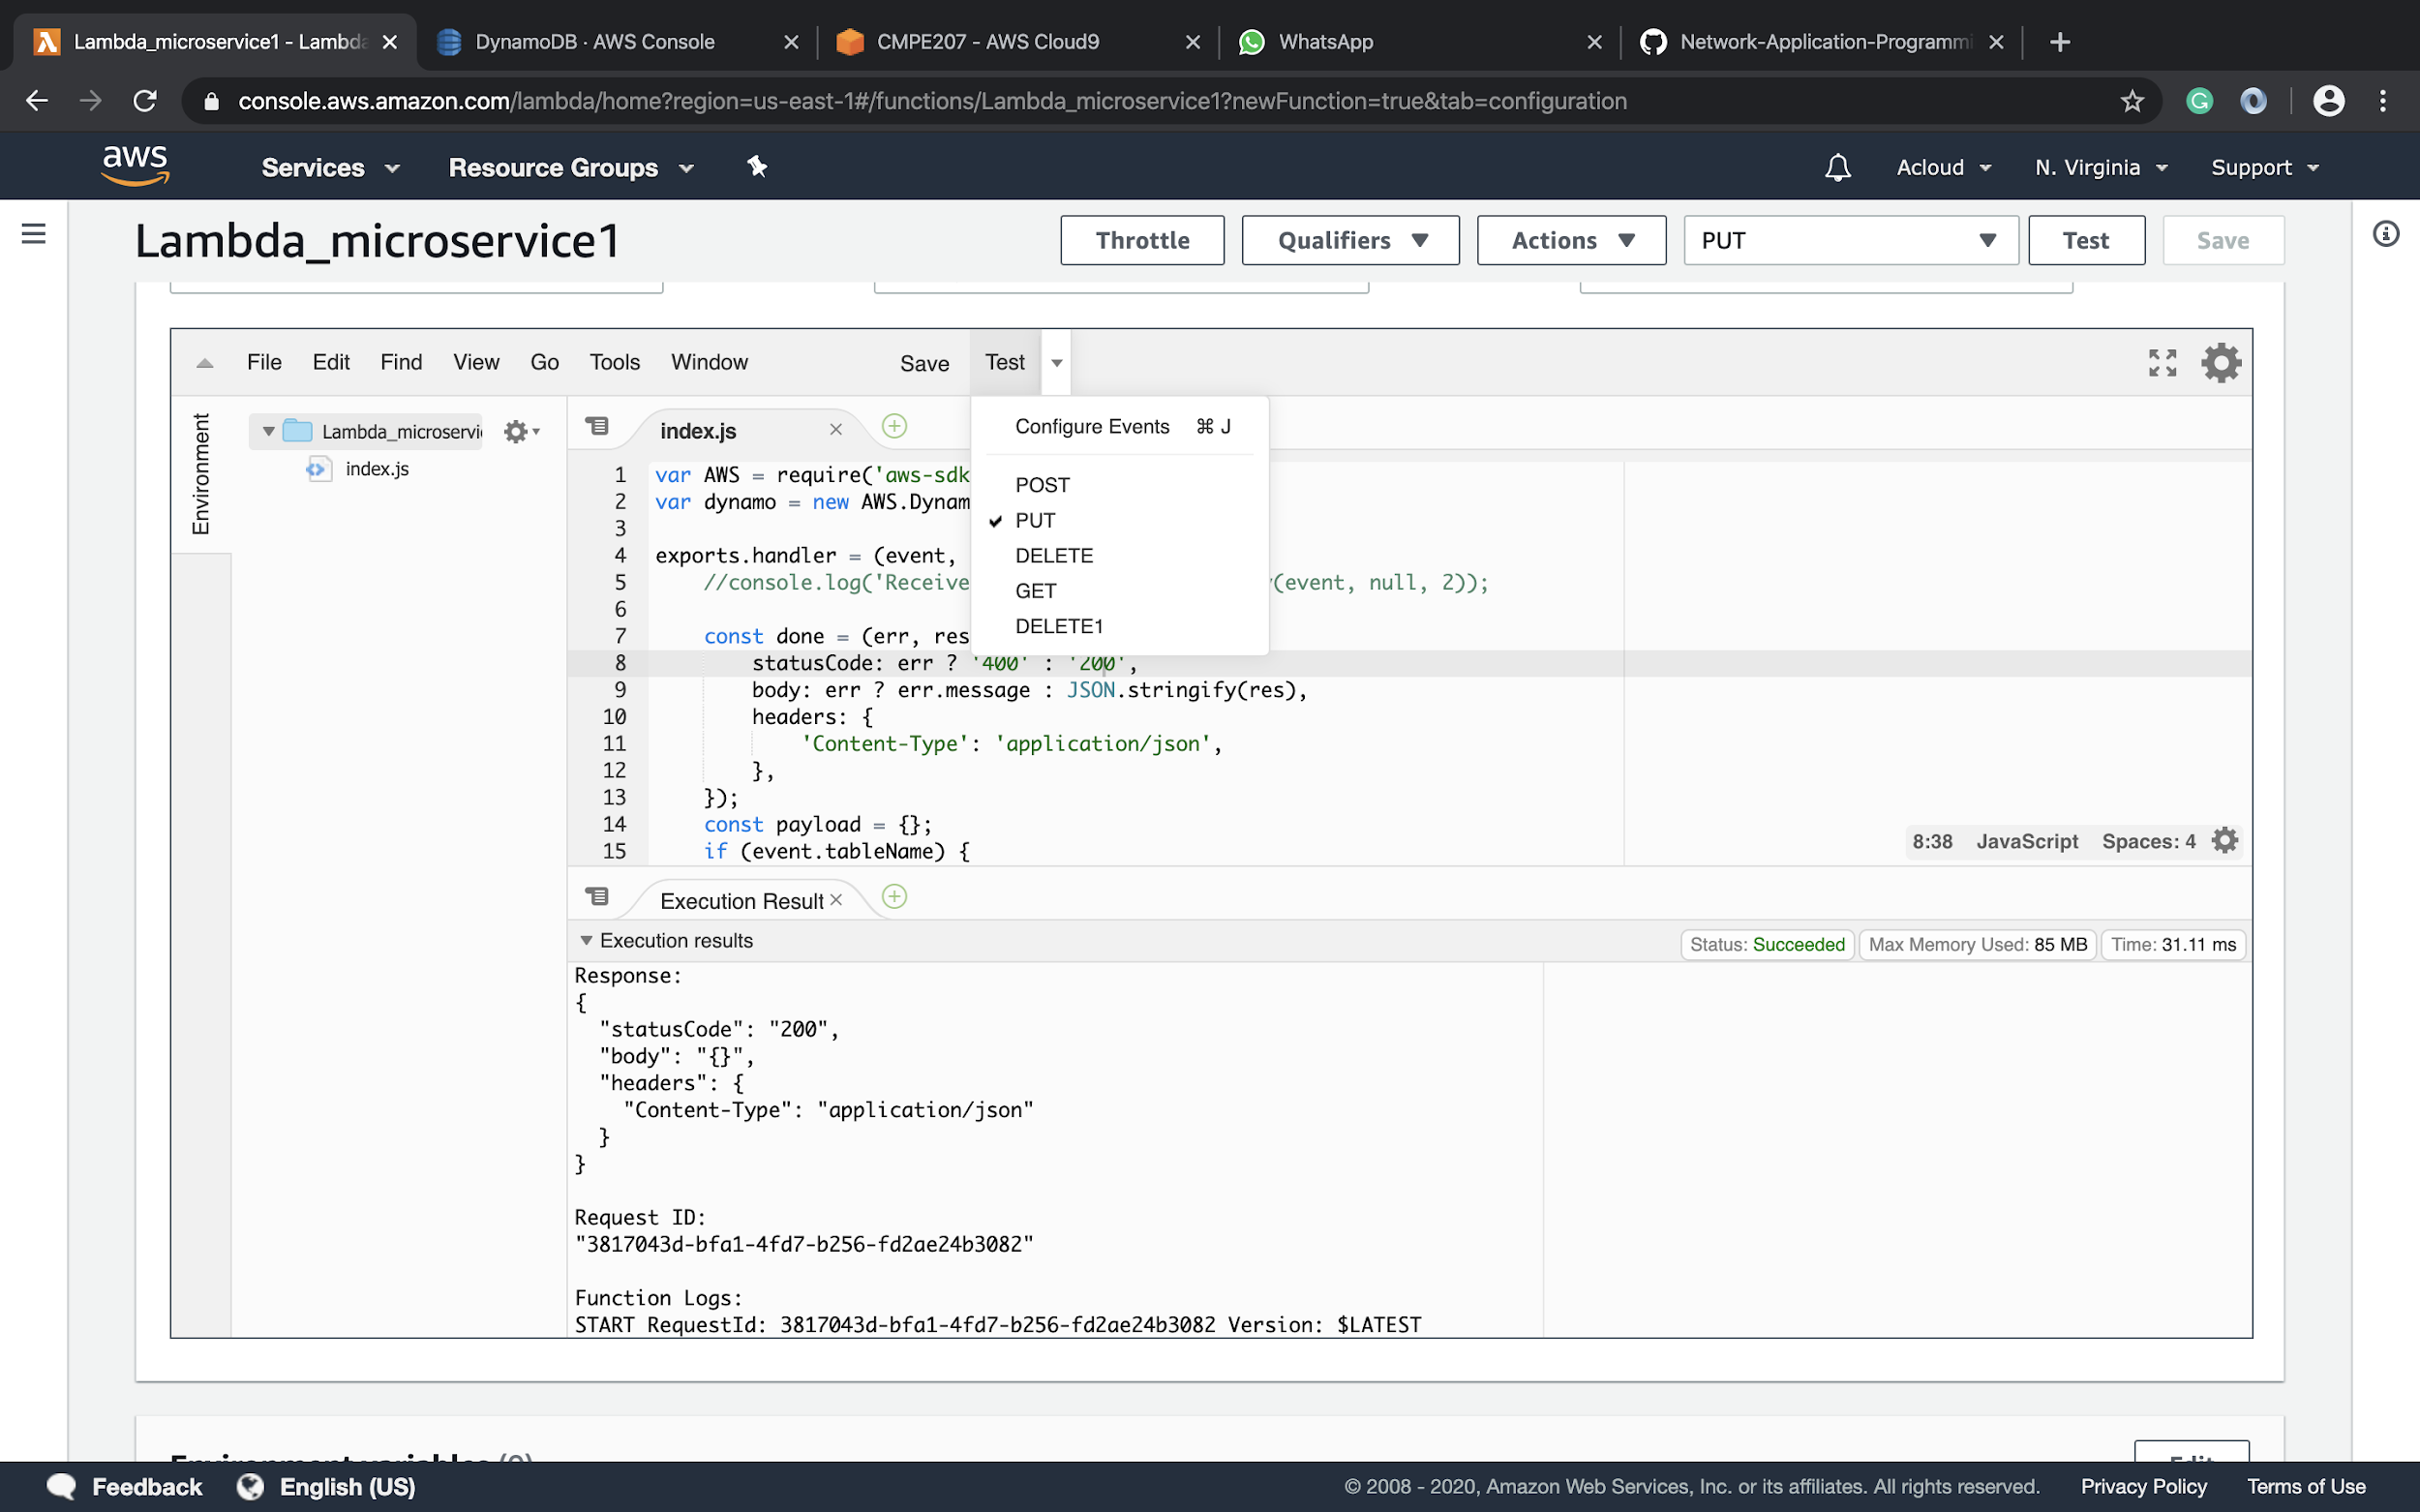 Lambda_microservice1 - Lambda
DynamoDB · AWS Console
CMPE207 - AWS Cloud9
WhatsApp
Network-Application-Programmi
console.aws.amazon.com/lambda/home?region=us-east-1#/functions/Lambda_microservice1?newFunction=true&tab=configuration
aws
Services
Resource Groups
Acloud
N. Virginia
Support
Lambda_microservice1
Throttle
Qualifiers
Actions
PUT
Test
Save
File Edit Find View Go Tools Window Save Test
Environment
Lambda_microservi
index.js
index.js
Configure Events ⌘ J
POST
PUT
DELETE
GET
DELETE1
1 var AWS = require('aws-sdk
2 var dynamo = new AWS.Dynam
3
4 exports.handler = (event,
5 //console.log('Receive (event, null, 2));
6
7 const done = (err, res
8 statusCode: err ? '400' : '200',
9 body: err ? err.message : JSON.stringify(res),
10 headers: {
11 'Content-Type': 'application/json',
12 },
13 });
14 const payload = {};
15 if (event.tableName) {
8:38 JavaScript Spaces: 4
Execution Result
Execution results
Status: Succeeded
Max Memory Used: 85 MB
Time: 31.11 ms
Response:
{
"statusCode": "200",
"body": "{}",
"headers": {
"Content-Type": "application/json"
}
}
Request ID:
"3817043d-bfa1-4fd7-b256-fd2ae24b3082"
Function Logs:
START RequestId: 3817043d-bfa1-4fd7-b256-fd2ae24b3082 Version: $LATEST
Environment variables (0)
Edit
Feedback
English (US)
© 2008 - 2020, Amazon Web Services, Inc. or its affiliates. All rights reserved.
Privacy Policy
Terms of Use